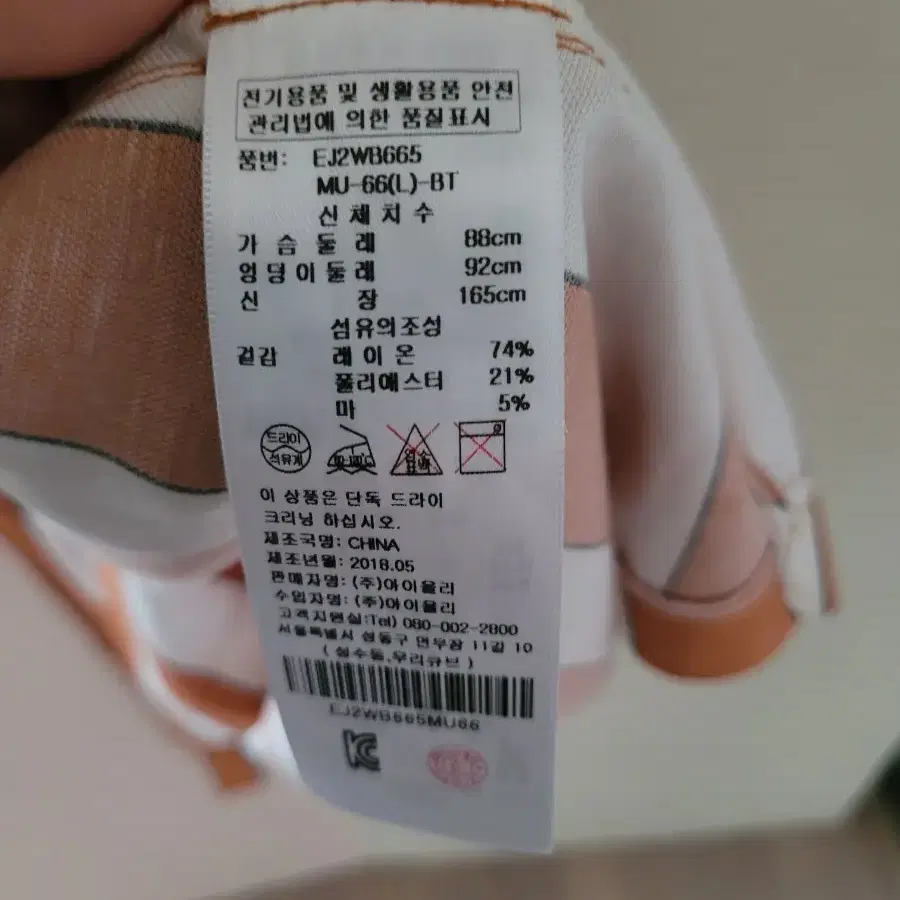 전기용품 및 생활용품 안전
관리법에 의한 품질표시
품번: EJ2WB665
MU-66(L)-BT
신체치수
가슴둘레 88cm
엉덩이둘레 92cm
신장 165cm
섬유의조성
겉감 레이온 74%
폴리에스터 21%
마 5%
드라이
석유계
염소
표백
이 상품은 단독 드라이
크리닝 하십시오.
제조국명: CHINA
제조년월: 2018.05
판매자명: (주)아이올리
수입자명: (주)아이올리
고객지원실:Tel) 080-002-2800
서울특별시 성동구 연무장 11길 10
(성수동,우리큐브)
EJ2WB665MU66